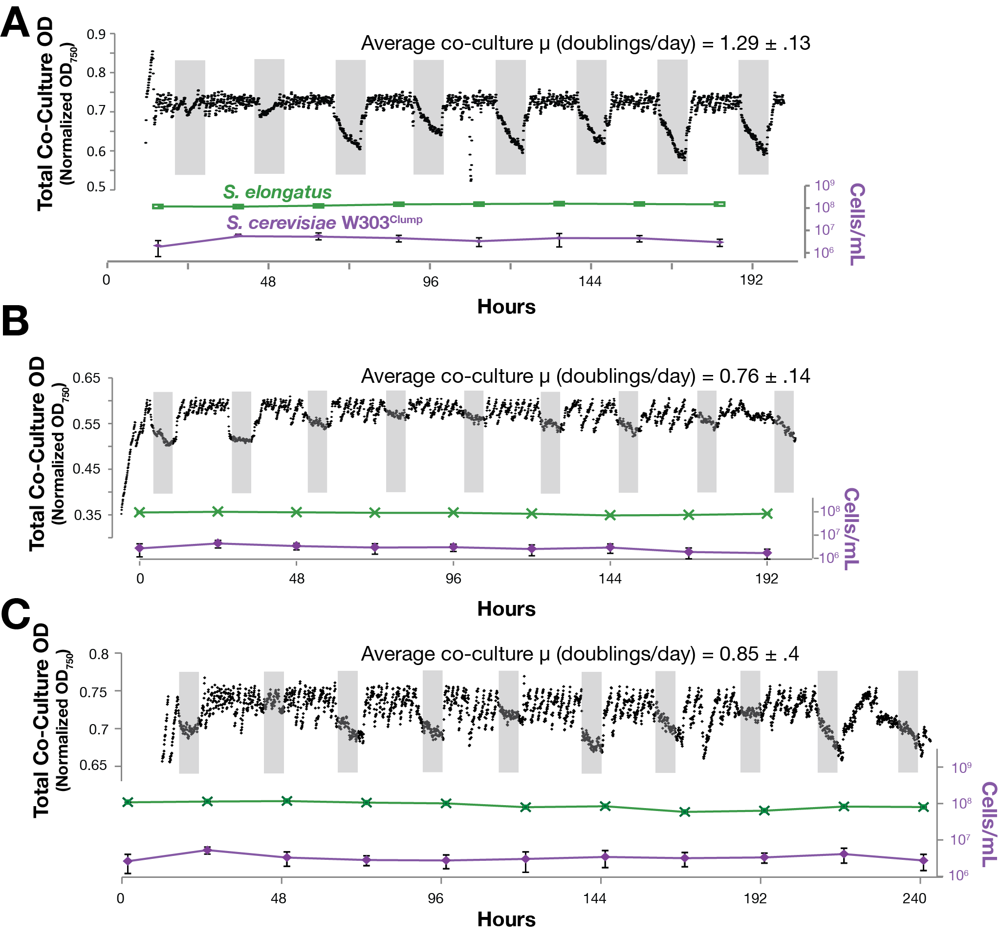 A
Total Co-Culture OD
(Normalized OD750)
Average co-culture µ (doublings/day) = 1.29 ± .13
0.9
0.8
0.7
0.6
0.5
S. elongatus
S. cerevisiae W303Clump
10⁹
10⁸
10⁷
10⁶
Cells/mL
0 48 96 144 192
Hours
B
Total Co-Culture OD
(Normalized OD750)
Average co-culture µ (doublings/day) = 0.76 ± .14
0.65
0.55
0.45
0.35
10⁸
10⁷
10⁶
Cells/mL
0 48 96 144 192
Hours
C
Total Co-Culture OD
(Normalized OD750)
Average co-culture µ (doublings/day) = 0.85 ± .4
0.8
0.75
0.7
0.65
10⁹
10⁸
10⁷
10⁶
Cells/mL
0 48 96 144 192 240
Hours